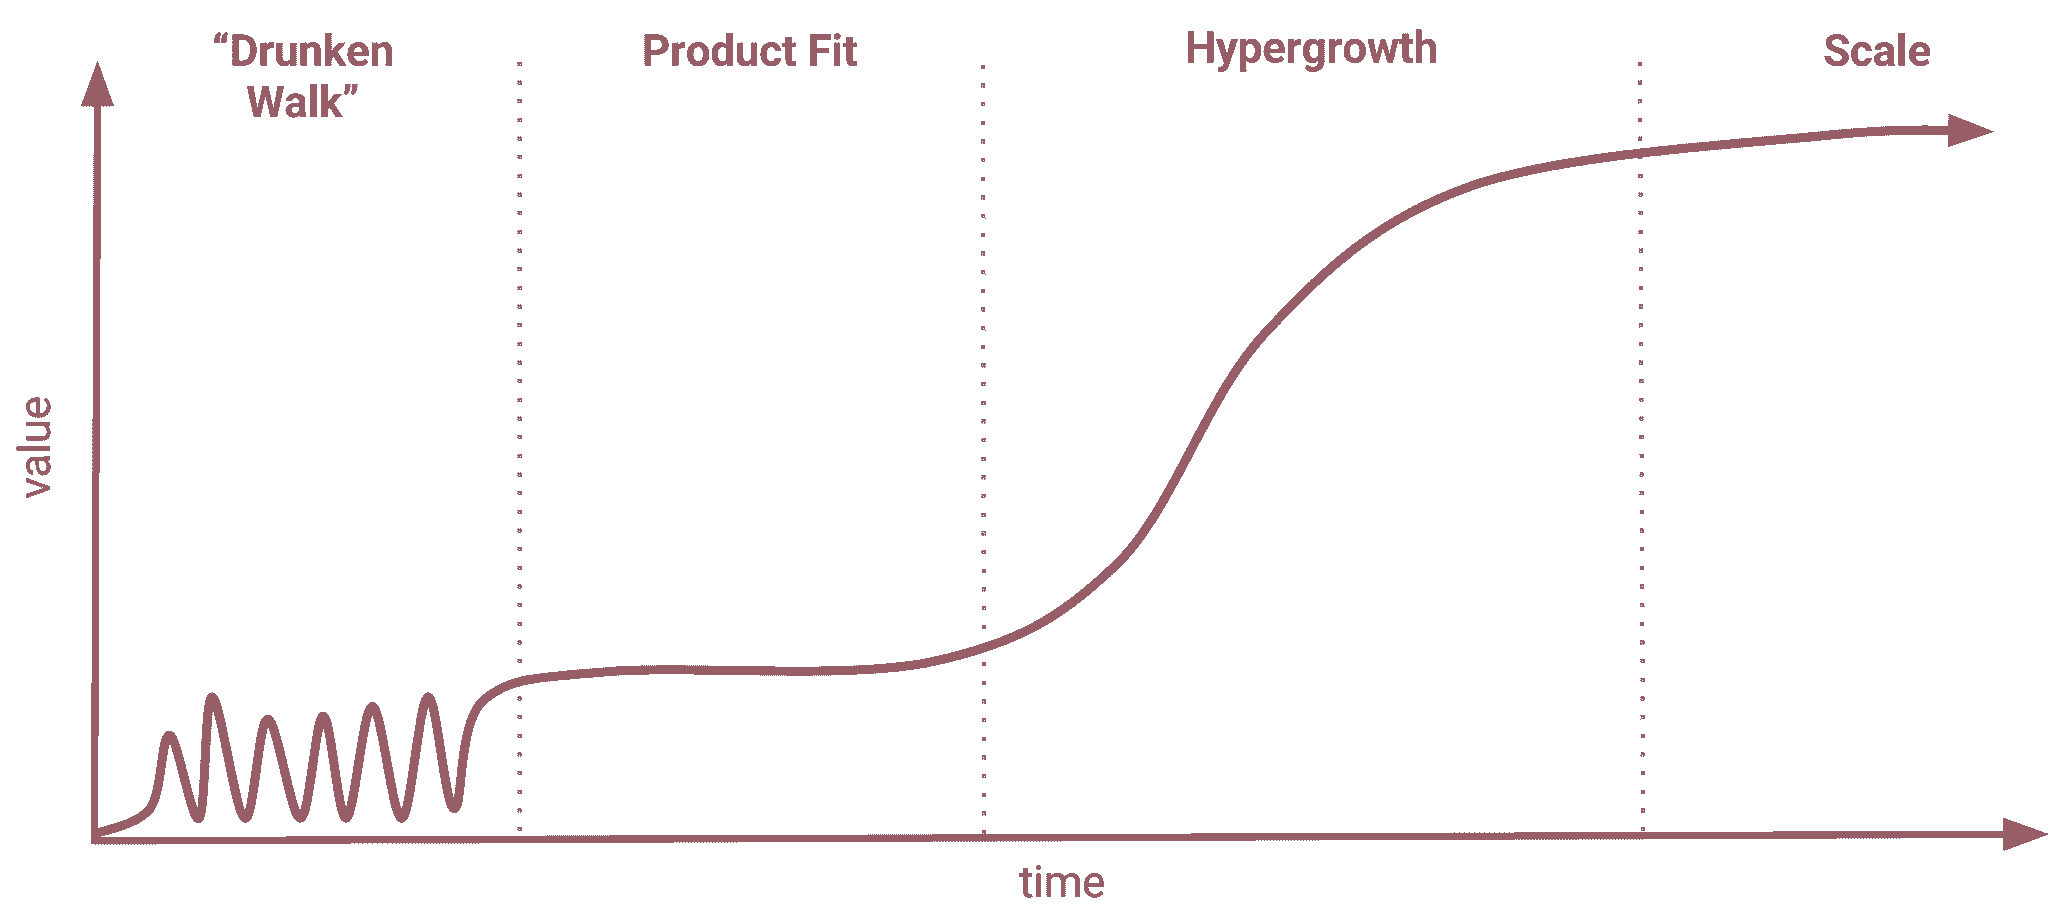 “Drunken
Walk”
Product Fit
Hypergrowth
Scale
value
time